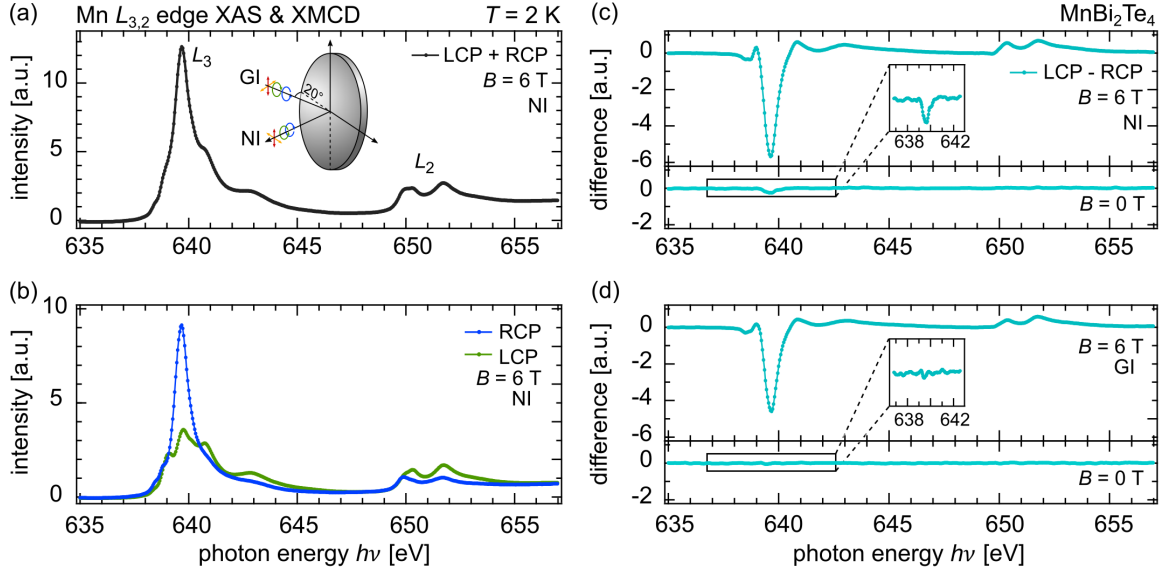 (a) Mn L3,2 edge XAS & XMCD T = 2 K
intensity [a.u.]
10
5
0
L3
GI
NI
20°
LCP + RCP
B = 6 T
NI
L2
635 640 645 650 655
(b)
intensity [a.u.]
10
8
6
4
2
0
RCP
LCP
B = 6 T
NI
635 640 645 650 655
photon energy hν [eV]
(c) MnBi2Te4
difference [a.u.]
0
-2
-4
-6
0
-2
LCP - RCP
B = 6 T
NI
638 642
B = 0 T
635 640 645 650 655
(d)
difference [a.u.]
0
-2
-4
-6
0
-2
B = 6 T
GI
638 642
B = 0 T
635 640 645 650 655
photon energy hν [eV]